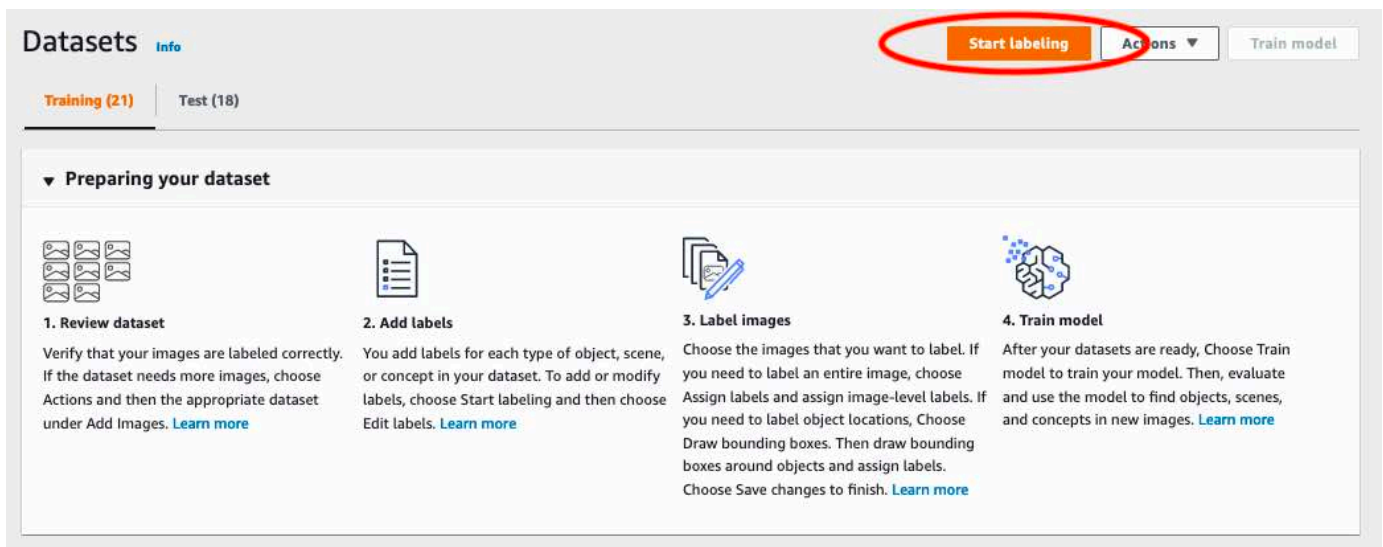 Datasets Info
Start labeling
Actions ▼
Train model
Training (21)
Test (18)
▼ Preparing your dataset
1. Review dataset
Verify that your images are labeled correctly.
If the dataset needs more images, choose
Actions and then the appropriate dataset
under Add Images. Learn more
2. Add labels
You add labels for each type of object, scene,
or concept in your dataset. To add or modify
labels, choose Start labeling and then choose
Edit labels. Learn more
3. Label images
Choose the images that you want to label. If
you need to label an entire image, choose
Assign labels and assign image-level labels. If
you need to label object locations, Choose
Draw bounding boxes. Then draw bounding
boxes around objects and assign labels.
Choose Save changes to finish. Learn more
4. Train model
After your datasets are ready, Choose Train
model to train your model. Then, evaluate
and use the model to find objects, scenes,
and concepts in new images. Learn more